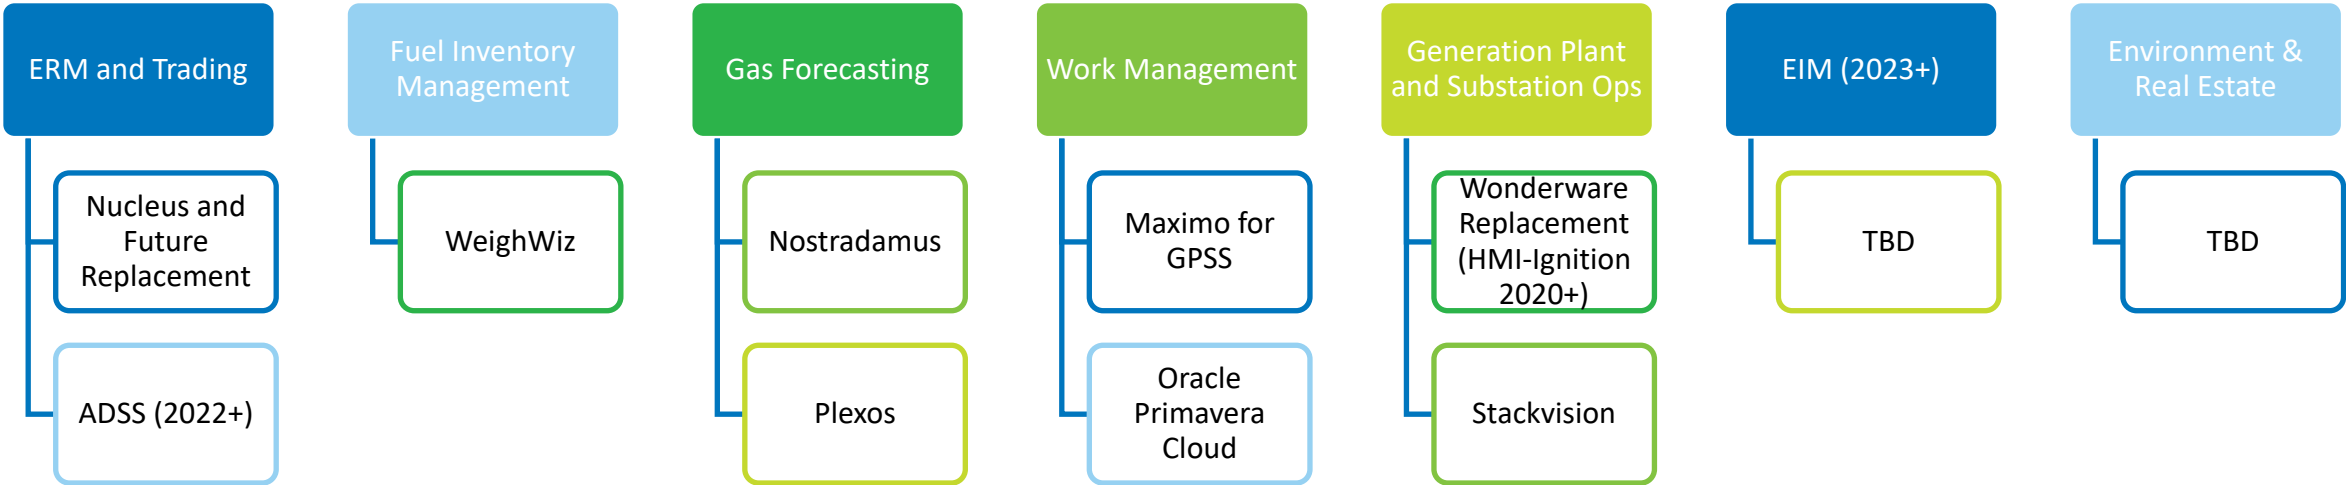 ERM and Trading
Fuel Inventory
Management
Gas Forecasting
Work Management
Generation Plant
and Substation Ops
EIM (2023+)
Environment &
Real Estate
Nucleus and
Future
Replacement
WeighWiz
Nostradamus
Maximo for
GPSS
Wonderware
Replacement
(HMI-Ignition
2020+)
TBD
TBD
ADSS (2022+)
Plexos
Oracle
Primavera
Cloud
Stackvision